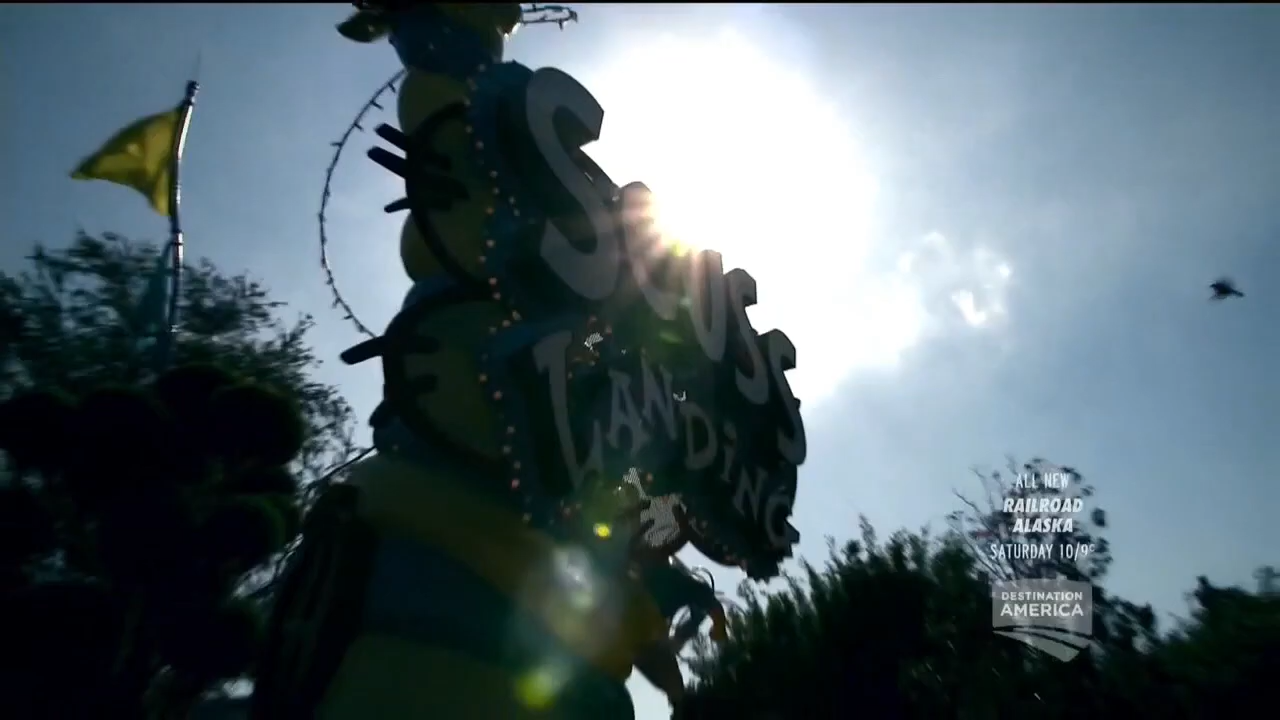 SEUSS
LANDING
ALL NEW
RAILROAD
ALASKA
SATURDAY 10/9c
DESTINATION
AMERICA